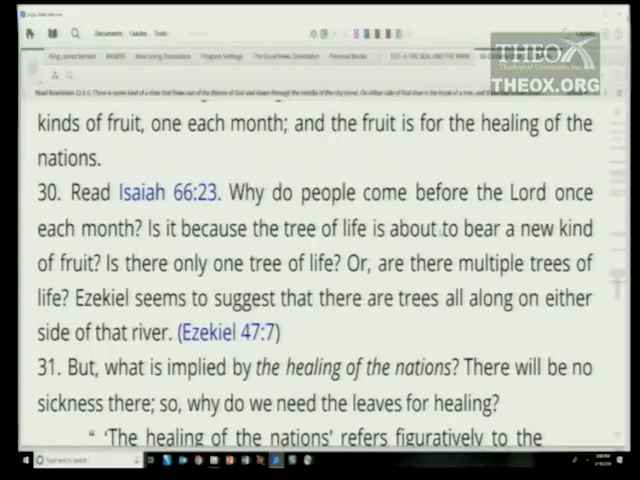 Documents Guides Tools
THEOX
THEOX.ORG
kinds of fruit, one each month; and the fruit is for the healing of the
nations.
30. Read Isaiah 66:23. Why do people come before the Lord once
each month? Is it because the tree of life is about to bear a new kind
of fruit? Is there only one tree of life? Or, are there multiple trees of
life? Ezekiel seems to suggest that there are trees all along on either
side of that river. (Ezekiel 47:7)
31. But, what is implied by the healing of the nations? There will be no
sickness there; so, why do we need the leaves for healing?
“ 'The healing of the nations' refers figuratively to the